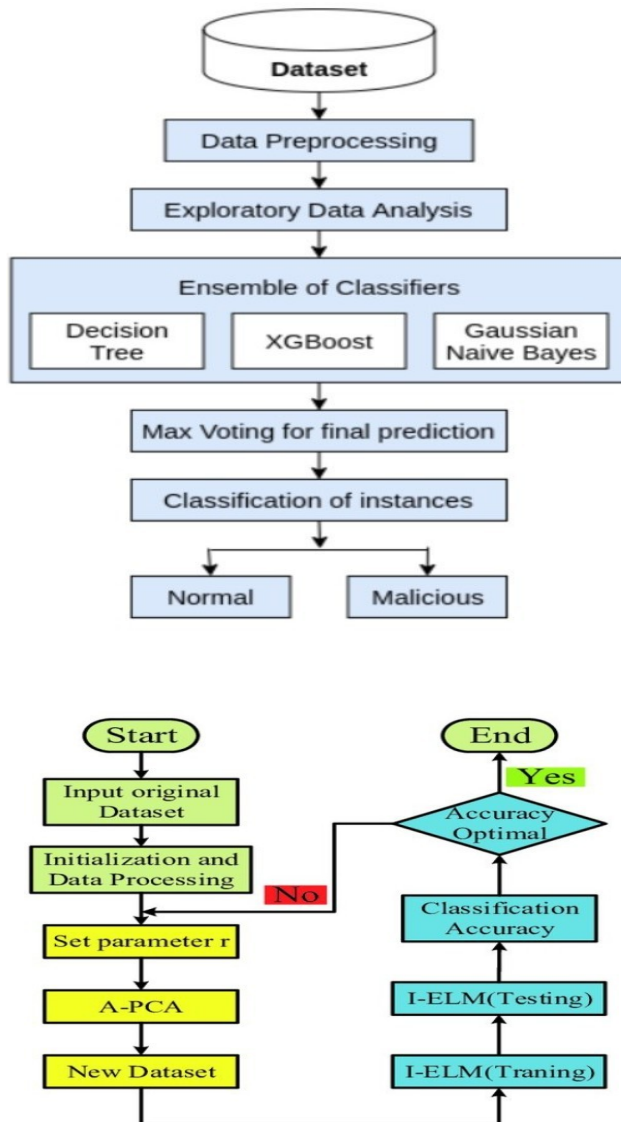 Dataset
Data Preprocessing
Exploratory Data Analysis
Ensemble of Classifiers
Decision
Tree
XGBoost
Gaussian
Naive Bayes
Max Voting for final prediction
Classification of instances
Normal
Malicious
Start
Input original
Dataset
Initialization and
Data Processing
No
Set parameter r
A-PCA
New Dataset
End
Yes
Accuracy
Optimal
Classification
Accuracy
I-ELM(Testing)
I-ELM(Traning)